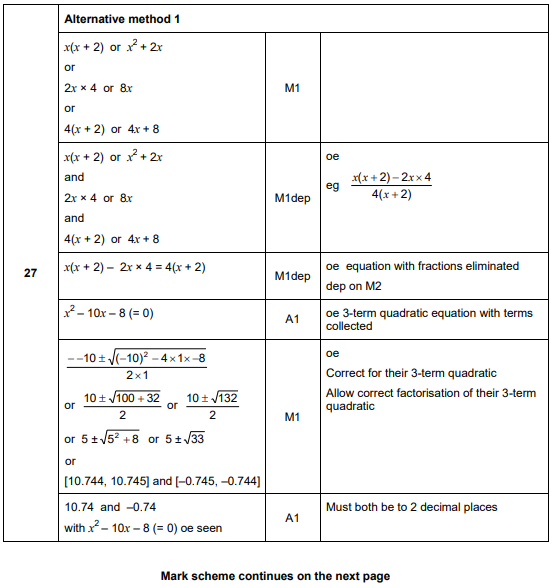 Alternative method 1
x(x + 2) or x² + 2x
or
2x × 4 or 8x
or
4(x + 2) or 4x + 8
M1
x(x + 2) or x² + 2x
and
2x × 4 or 8x
and
4(x + 2) or 4x + 8
M1dep
oe
eg x(x + 2) – 2x × 4 / 4(x + 2)
27
x(x + 2) – 2x × 4 = 4(x + 2)
M1dep
oe equation with fractions eliminated
dep on M2
x² – 10x – 8 (= 0)
A1
oe 3-term quadratic equation with terms
collected
– –10 ± √((–10)² – 4 × 1 × –8) / 2 × 1
or 10 ± √(100 + 32) / 2 or 10 ± √132 / 2
or 5 ± √(5² + 8) or 5 ± √33
or
[10.744, 10.745] and [–0.745, –0.744]
M1
oe
Correct for their 3-term quadratic
Allow correct factorisation of their 3-term
quadratic
10.74 and –0.74
with x² – 10x – 8 (= 0) oe seen
A1
Must both be to 2 decimal places
Mark scheme continues on the next page